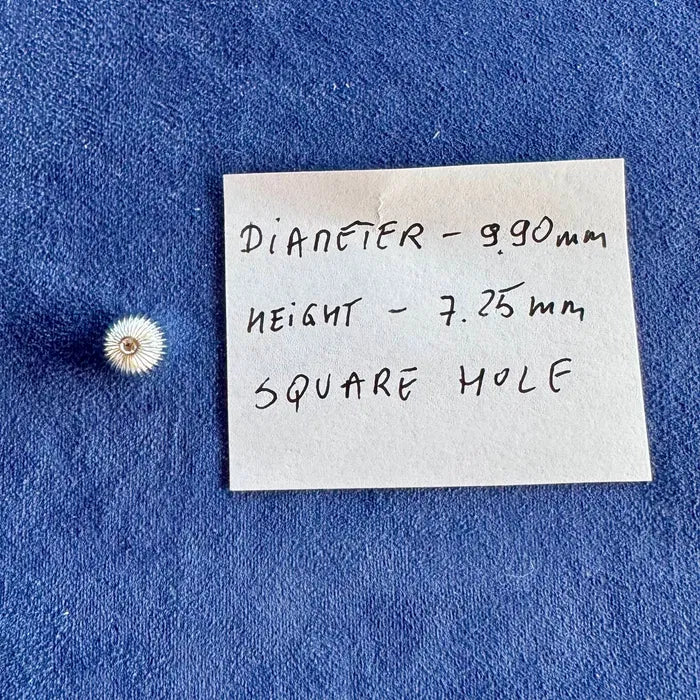 DIAMETER - 9.90mm
HEIGHT - 7.25mm
SQUARE HOLE